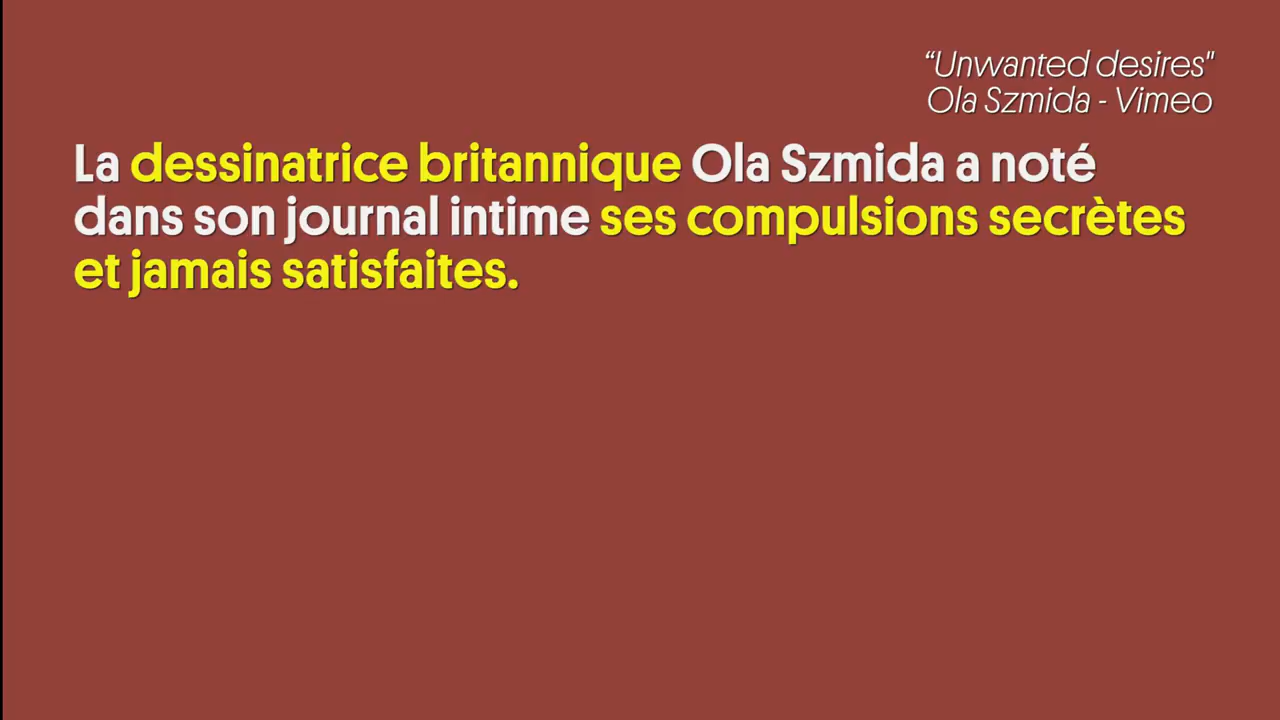 “Unwanted desires"
Ola Szmida - Vimeo
La dessinatrice britannique Ola Szmida a noté
dans son journal intime ses compulsions secrètes
et jamais satisfaites.